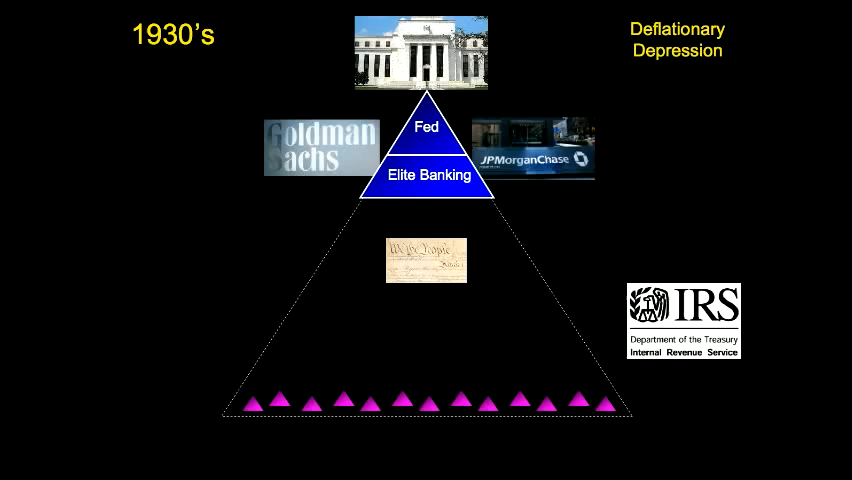 1930's
Deflationary
Depression
Fed
Goldman
Sachs
JPMorganChase
Elite Banking
We the People
IRS
Department of the Treasury
Internal Revenue Service